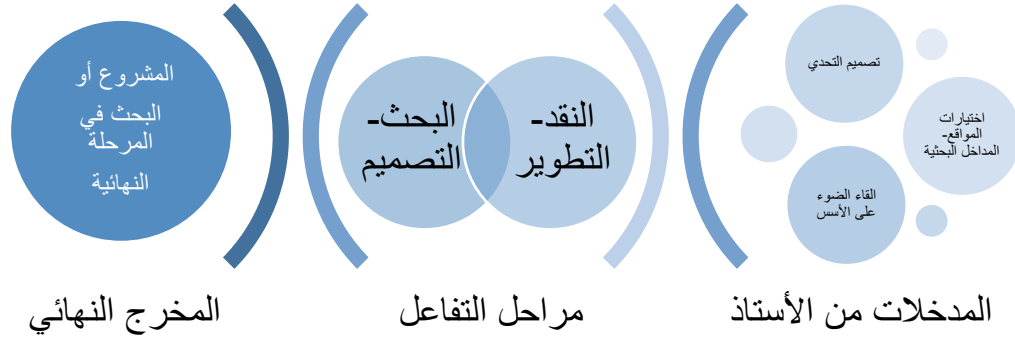 تصميم التحدي
اختيارات
المواقع-
المداخل البحثية
القاء الضوء
على الأسس
المدخلات من الأستاذ
النقد-
التطوير
البحث-
التصميم
مراحل التفاعل
المشروع أو
البحث في
المرحلة
النهائية
المخرج النهائي